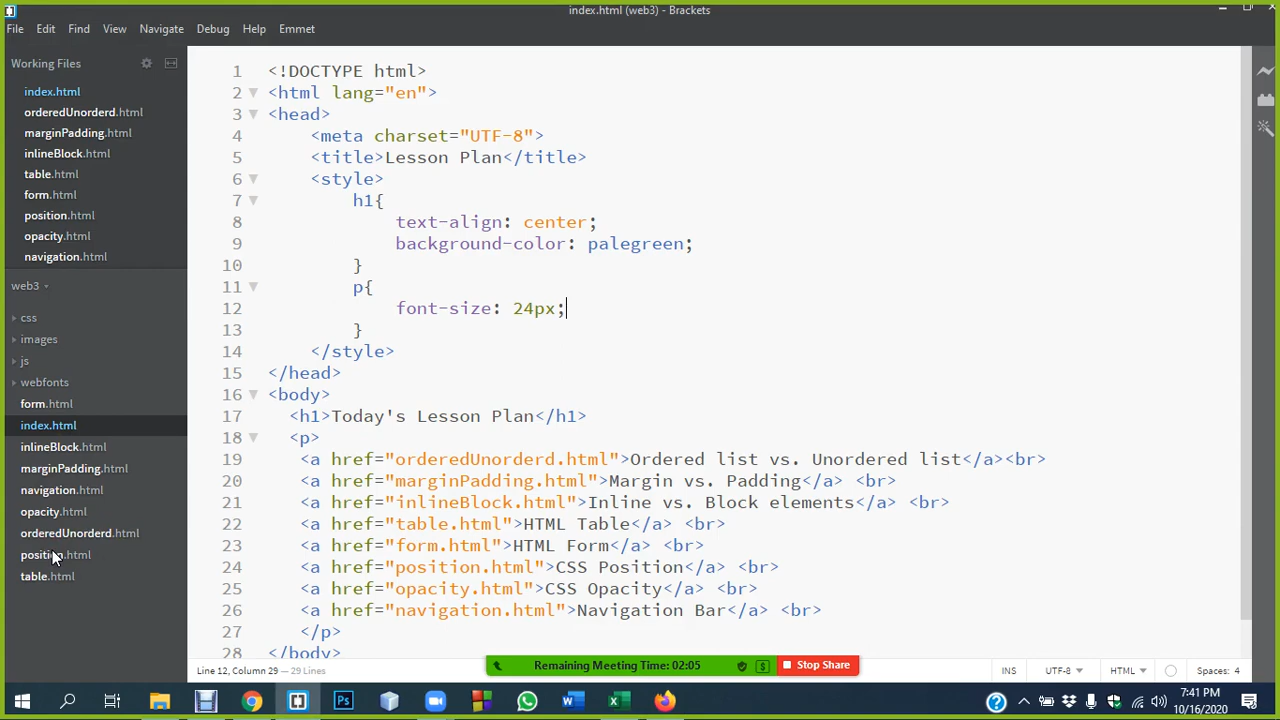 index.html (web3) - Brackets
File Edit Find View Navigate Debug Help Emmet
Working Files
index.html
orderedUnorderd.html
marginPadding.html
inlineBlock.html
table.html
form.html
position.html
opacity.html
navigation.html
web3
css
images
js
webfonts
form.html
index.html
inlineBlock.html
marginPadding.html
navigation.html
opacity.html
orderedUnorderd.html
position.html
table.html
1 <!DOCTYPE html>
2 <html lang="en">
3 <head>
4 <meta charset="UTF-8">
5 <title>Lesson Plan</title>
6 <style>
7 h1{
8 text-align: center;
9 background-color: palegreen;
10 }
11 p{
12 font-size: 24px;
13 }
14 </style>
15 </head>
16 <body>
17 <h1>Today's Lesson Plan</h1>
18 <p>
19 <a href="orderedUnorderd.html">Ordered list vs. Unordered list</a><br>
20 <a href="marginPadding.html">Margin vs. Padding</a> <br>
21 <a href="inlineBlock.html">Inline vs. Block elements</a> <br>
22 <a href="table.html">HTML Table</a> <br>
23 <a href="form.html">HTML Form</a> <br>
24 <a href="position.html">CSS Position</a> <br>
25 <a href="opacity.html">CSS Opacity</a> <br>
26 <a href="navigation.html">Navigation Bar</a> <br>
27 </p>
28 </body>
Line 12, Column 29 — 29 Lines
Remaining Meeting Time: 02:05
Stop Share
INS UTF-8 HTML Spaces: 4
7:41 PM
10/16/2020